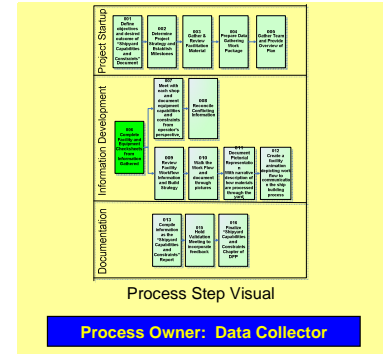 Project Startup
001
Define
objectives
and desired
outcome of
"Shipyard
Capabilities
and
Constraints"
Document
002
Determine
Project
Strategy and
Establish
Milestones
003
Gather &
Review
Facilitation
Material
004
Prepare Data
Gathering
Work
Package
005
Gather Team
and Provide
Overview of
Plan
Information Development
006
Complete
Facility and
Equipment
Cheatsheets
from
Information
Gathered
007
Meet with
each shop
and
document
equipment
capabilities
and
constraints
from
operator's
perspective,
008
Reconcile
Conflicting
Information
009
Review
Facility
Workflow
Information
and Build
Strategy
010
Walk the
Work Flow
and
document
through
pictures
011
Document
Pictorial
Representatio
n
With narrative
description of
how materials
are processed
through the
yard,
012
Create a
facility
animation
depicting work
flow to
communicatio
n the ship
building
process
Documentation
013
Compile
information
as the
"Shipyard
Capabilities
and
Constraints"
Report
015
Hold
Validation
Meeting to
incorporate
feedback
016
Finalize
"Shipyard
Capabilities
and
Constraints
Chapter of
DPP
Process Step Visual
Process Owner: Data Collector